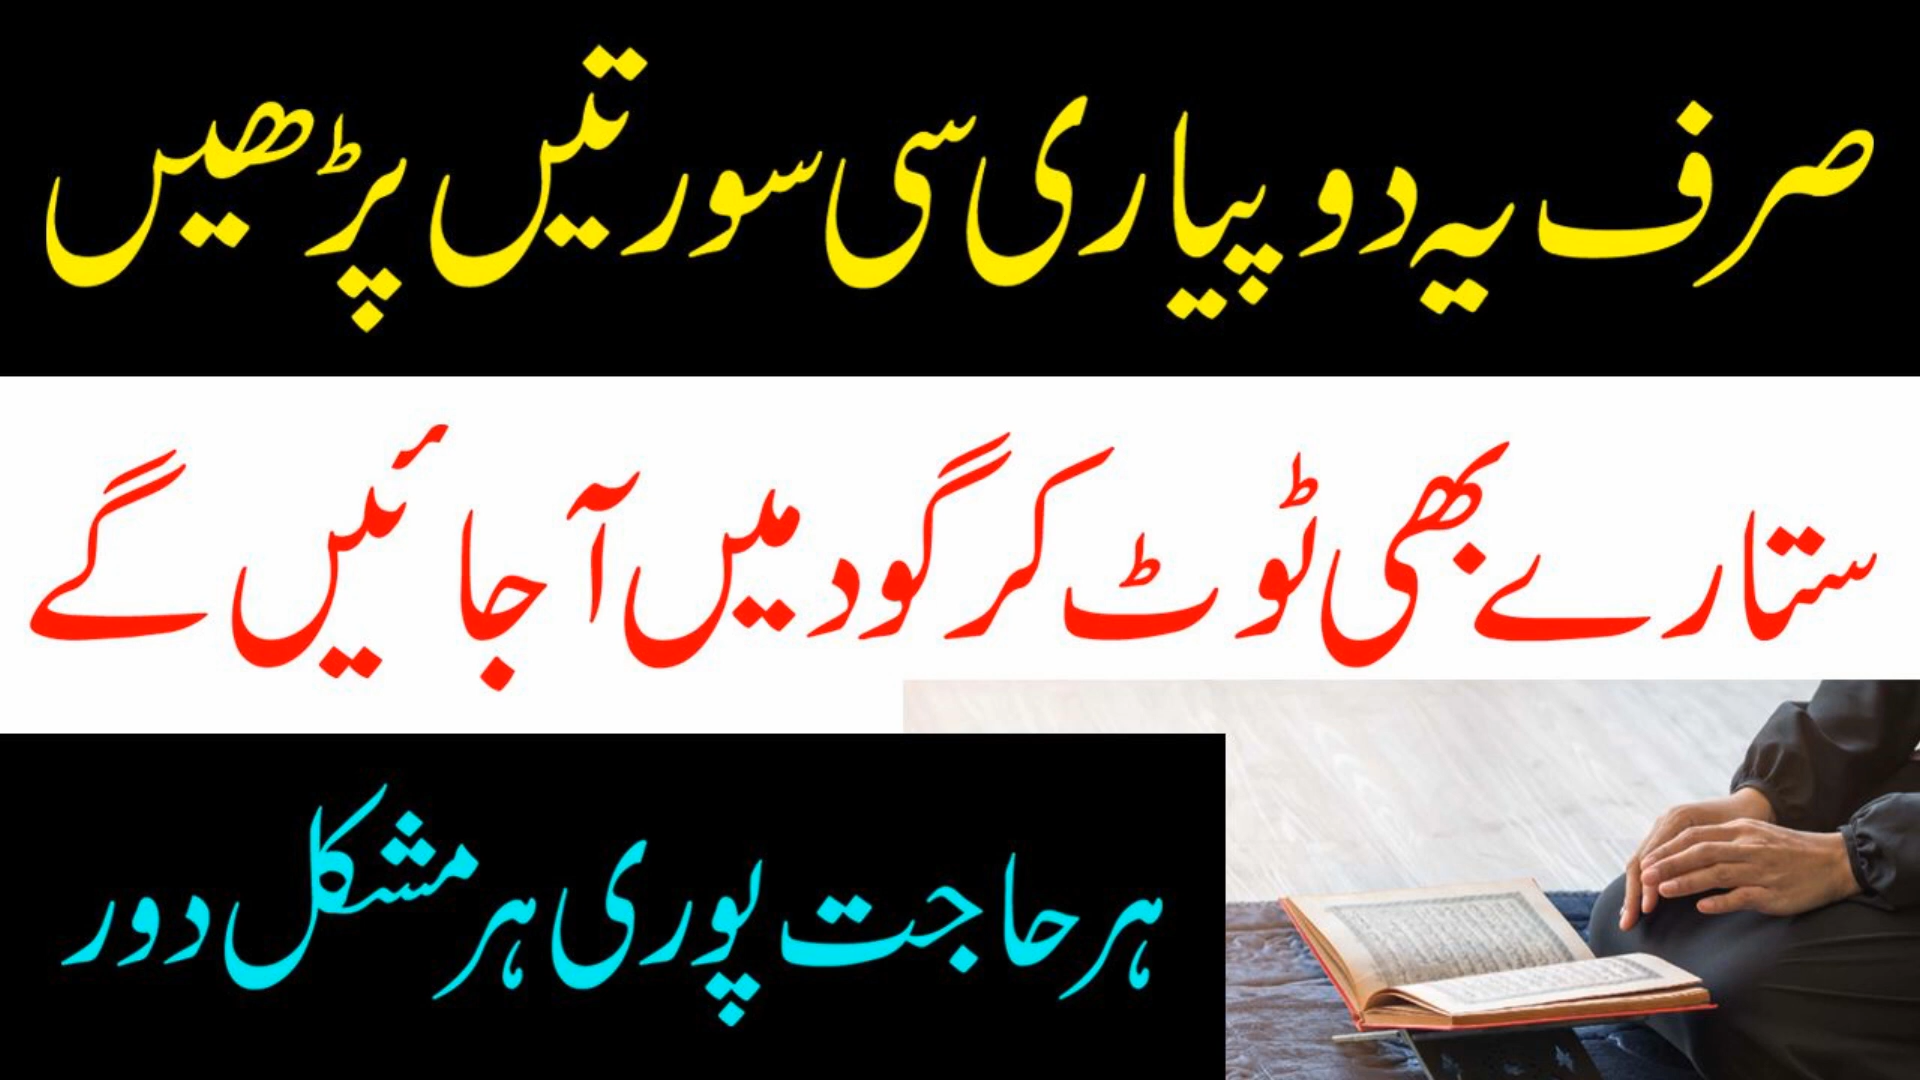 صرف یہ دو پیاری سی سورتیں پڑھیں
ستارے بھی ٹوٹ کر گود میں آ جائیں گے
ہر حاجت پوری ہر مشکل دور